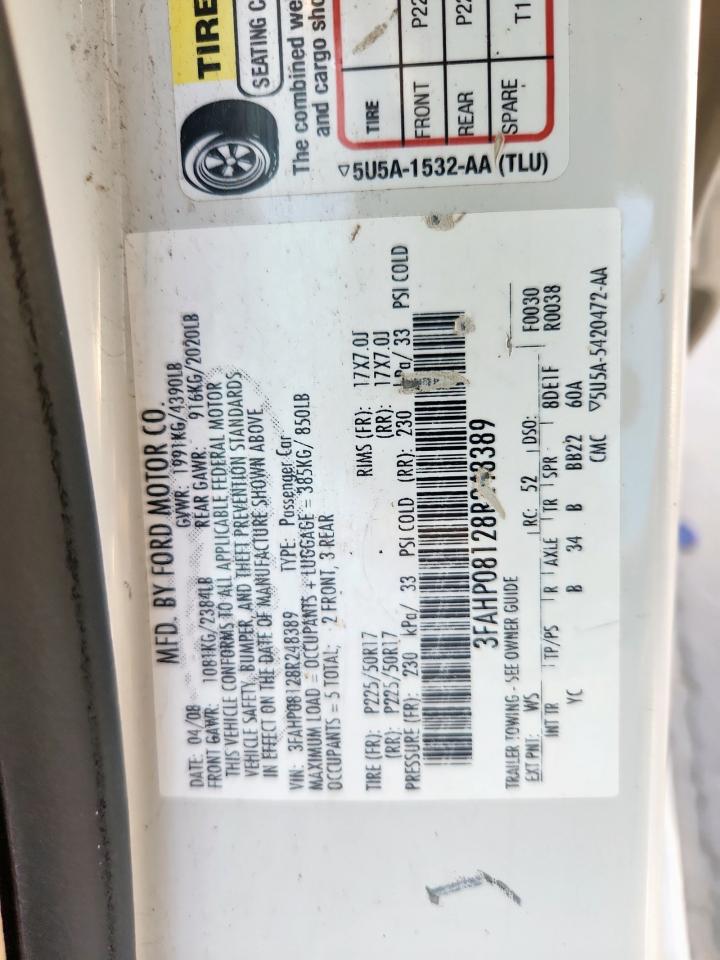 TIRE
SEATING C
The combined we
and cargo sho
TIRE
FRONT P22
REAR P22
SPARE T1
▽5U5A-1532-AA (TLU)
MFD. BY FORD MOTOR CO.
DATE: 04/08 GVWR: 1991KG/4390LB
FRONT GAWR: 1081KG/2384LB REAR GAWR: 916KG/2020LB
THIS VEHICLE CONFORMS TO ALL APPLICABLE FEDERAL MOTOR
VEHICLE SAFETY, BUMPER, AND THEFT PREVENTION STANDARDS
IN EFFECT ON THE DATE OF MANUFACTURE SHOWN ABOVE
VIN: 3FAHP08128R248389 TYPE: Passenger Car
MAXIMUM LOAD = OCCUPANTS + LUGGAGE = 385KG/ 850LB
OCCUPANTS = 5 TOTAL; 2 FRONT, 3 REAR
TIRE (FR): P225/50R17 RIMS (FR): 17X7.0J
(RR): P225/50R17 (RR): 17X7.0J
PRESSURE (FR): 230 kPa/ 33 PSI COLD (RR): 230 kPa/ 33 PSI COLD
3FAHP08128R248389
TRAILER TOWING - SEE OWNER GUIDE
EXT PNT: WS RC: 52 DSO: F0030
INT TR TP/PS R AXLE TR SPR 8DE1F R0038
YC B 34 B BB22 60A
CMC ▽5U5A-5420472-AA